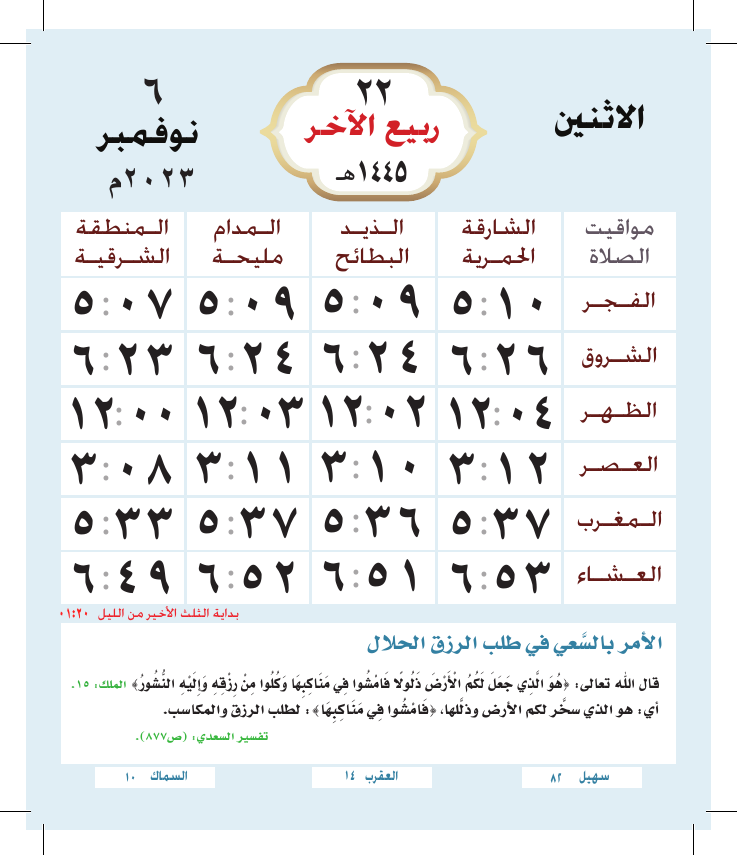 الاثنين
٢٢
ربيع الآخر
١٤٤٥هـ
٦
نوفمبر
٢٠٢٣م
مواقيت الصلاة | الشارقة الحمرية | الذيد البطائح | المدام مليحة | المنطقة الشرقية
الفجر ٥:١٠ ٥:٠٩ ٥:٠٩ ٥:٠٧
الشروق ٦:٢٦ ٦:٢٤ ٦:٢٤ ٦:٢٣
الظهر ١٢:٠٤ ١٢:٠٢ ١٢:٠٣ ١٢:٠٠
العصر ٣:١٢ ٣:١٠ ٣:١١ ٣:٠٨
المغرب ٥:٣٧ ٥:٣٦ ٥:٣٧ ٥:٣٣
العشاء ٦:٥٣ ٦:٥١ ٦:٥٢ ٦:٤٩
بداية الثلث الأخير من الليل ٠١:٢٠
الأمر بالسَّعي في طلب الرزق الحلال
قال الله تعالى: ﴿هُوَ الَّذِي جَعَلَ لَكُمُ الْأَرْضَ ذَلُولًا فَامْشُوا فِي مَنَاكِبِهَا وَكُلُوا مِنْ رِزْقِهِ وَإِلَيْهِ النُّشُورُ﴾ الملك: ١٥.
أي: هو الذي سخَّر لكم الأرض وذلَّلها، ﴿فَامْشُوا فِي مَنَاكِبِهَا﴾: لطلب الرزق والمكاسب.
تفسير السعدي: (ص٨٧٧).
سهيل ٨٢
العقرب ١٤
السماك ١٠